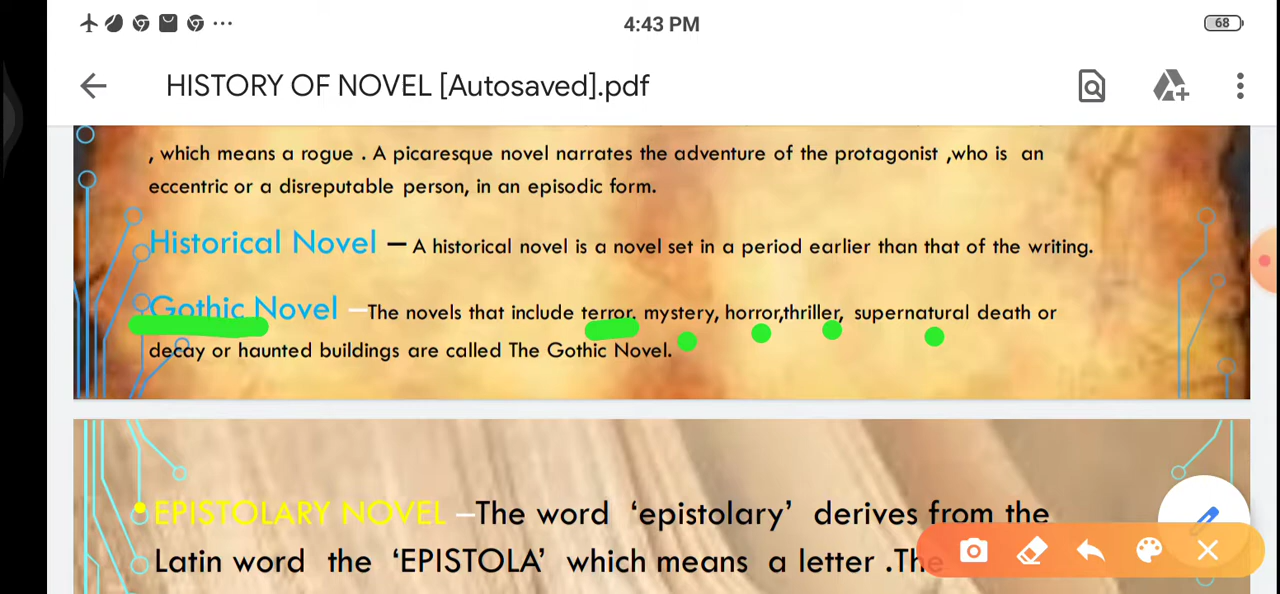 4:43 PM
68
HISTORY OF NOVEL [Autosaved].pdf
, which means a rogue . A picaresque novel narrates the adventure of the protagonist ,who is an
eccentric or a disreputable person, in an episodic form.
Historical Novel – A historical novel is a novel set in a period earlier than that of the writing.
Gothic Novel –The novels that include terror. mystery, horror,thriller, supernatural death or
decay or haunted buildings are called The Gothic Novel.
EPISTOLARY NOVEL –The word ‘epistolary’ derives from the
Latin word the ‘EPISTOLA’ which means a letter .The